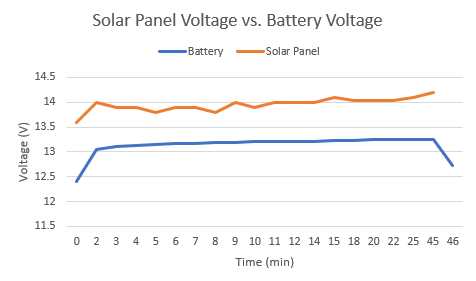 Solar Panel Voltage vs. Battery Voltage
Battery Solar Panel
14.5
14
13.5
13
12.5
12
11.5
Voltage (V)
0 2 3 4 5 6 7 8 9 10 11 12 14 15 18 20 22 25 45 46
Time (min)